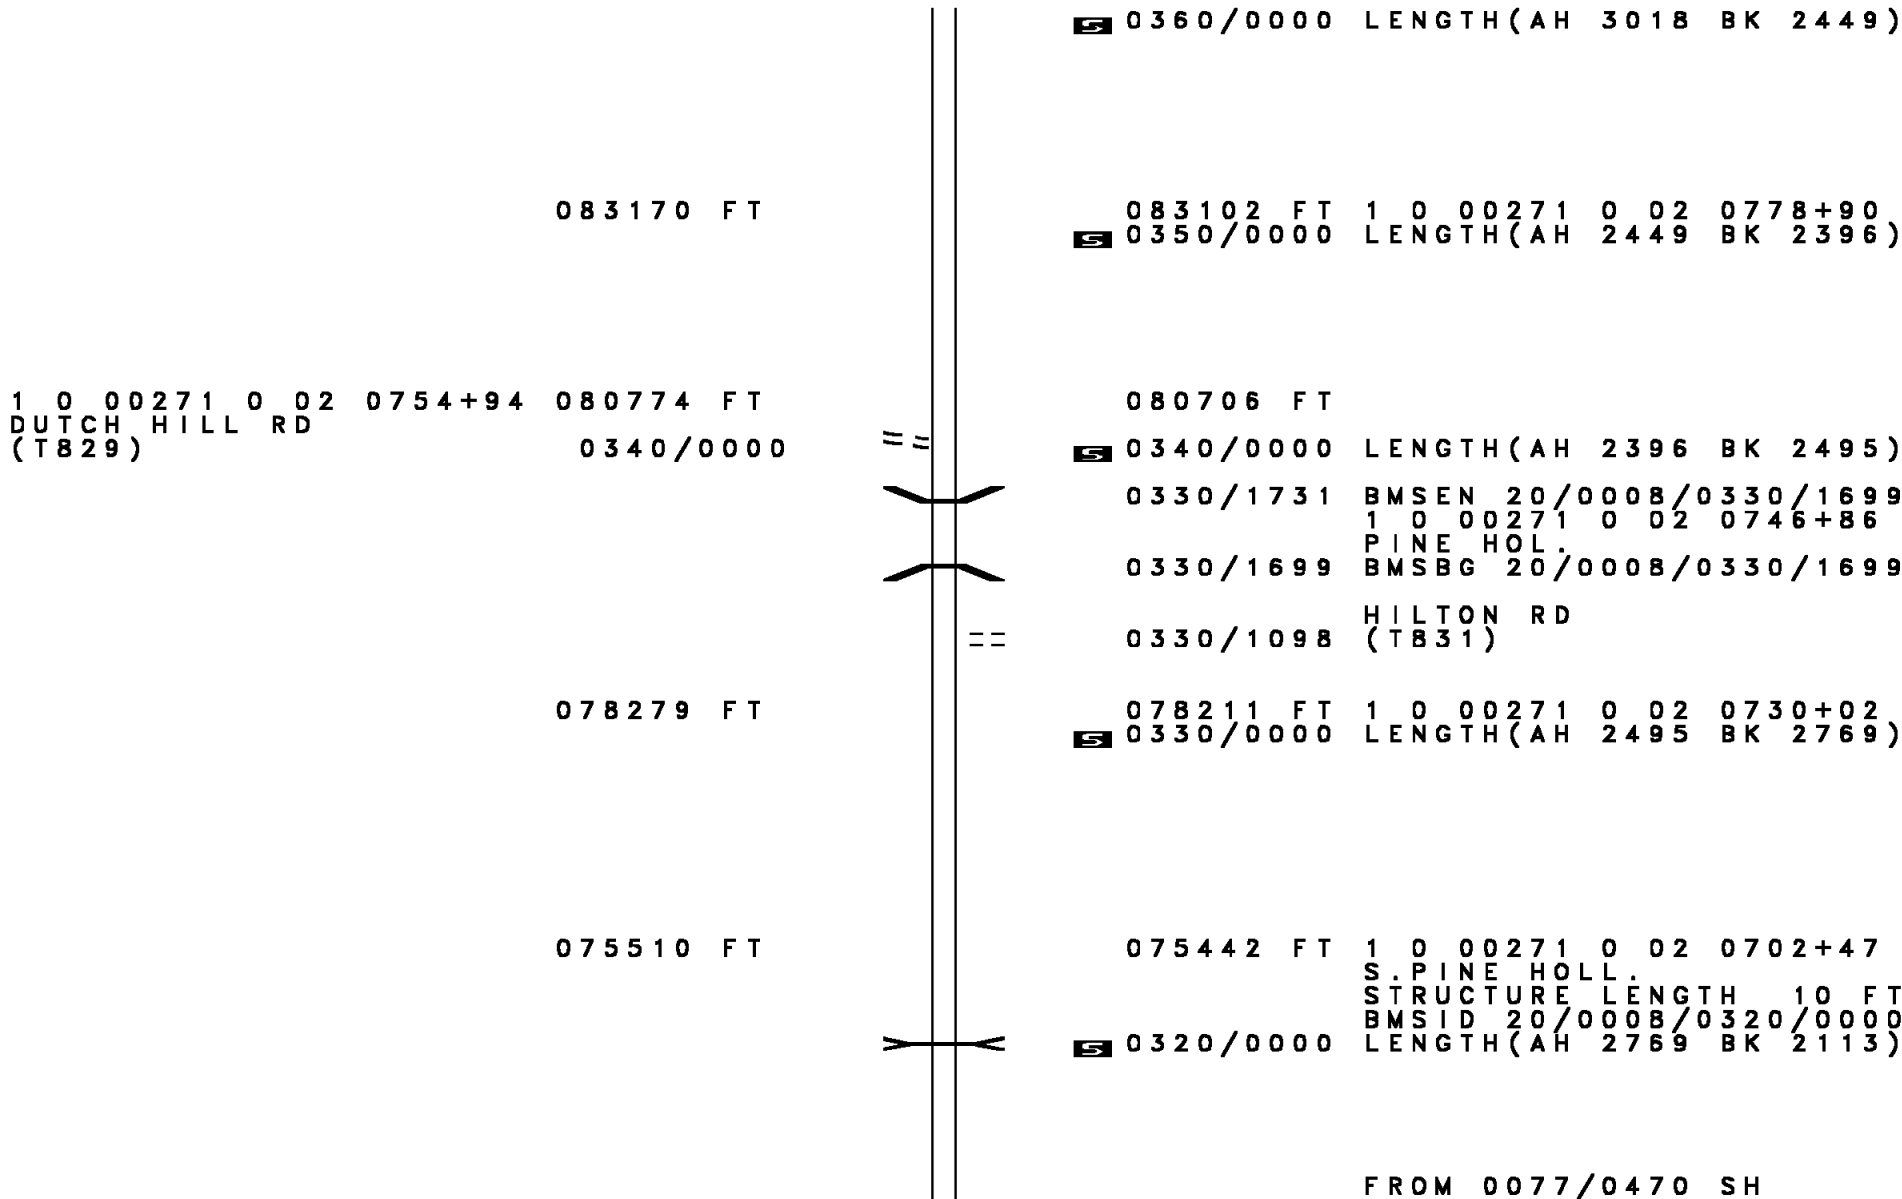 S 0360/0000 LENGTH(AH 3018 BK 2449)
083170 FT 083102 FT 1 0 00271 0 02 0778+90
S 0350/0000 LENGTH(AH 2449 BK 2396)
1 0 00271 0 02 0754+94 080774 FT 080706 FT
DUTCH HILL RD
(T829) 0340/0000 S 0340/0000 LENGTH(AH 2396 BK 2495)
0330/1731 BMSEN 20/0008/0330/1699
1 0 00271 0 02 0746+86
PINE HOL.
0330/1699 BMSBG 20/0008/0330/1699
HILTON RD
0330/1098 (T831)
078279 FT 078211 FT 1 0 00271 0 02 0730+02
S 0330/0000 LENGTH(AH 2495 BK 2769)
075510 FT 075442 FT 1 0 00271 0 02 0702+47
S.PINE HOLL.
STRUCTURE LENGTH 10 FT
BMSID 20/0008/0320/0000
S 0320/0000 LENGTH(AH 2769 BK 2113)
FROM 0077/0470 SH